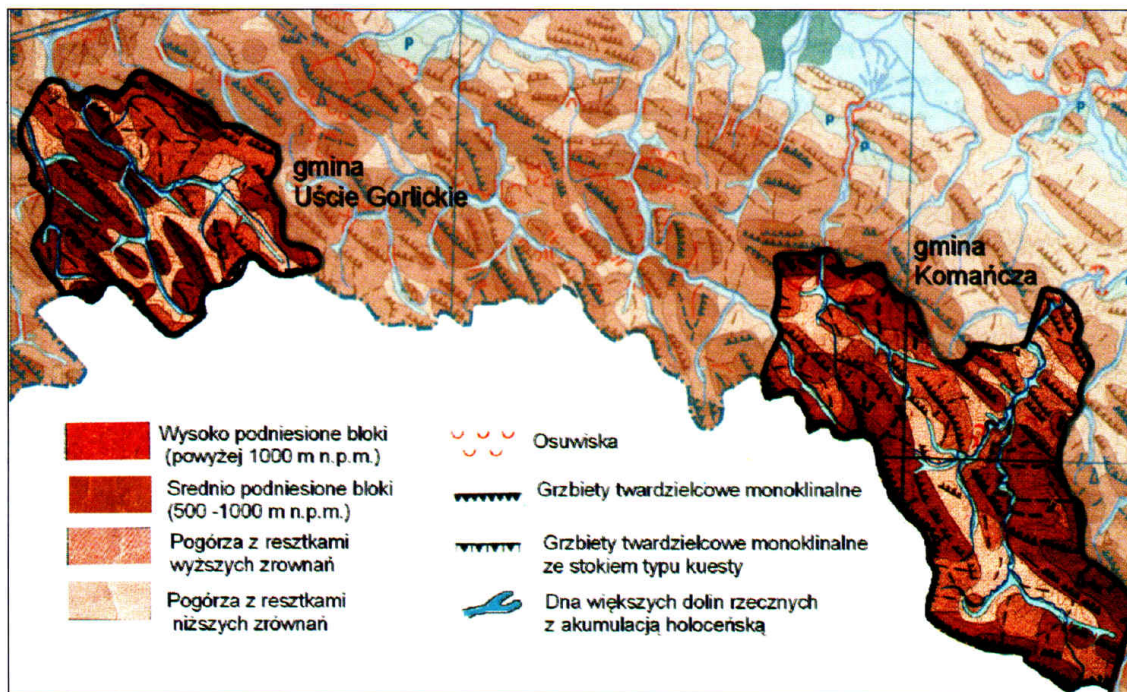 P
P
P
P
gmina
Uście Gorlickie
gmina
Komańcza
Wysoko podniesione bloki
(powyżej 1000 m n.p.m.)
Srednio podniesione bloki
(500 -1000 m n.p.m.)
Pogórza z resztkami
wyższych zrownań
Pogórza z resztkami
niższych zrównań
Osuwiska
Grzbiety twardzielcowe monoklinalne
Grzbiety twardzielcowe monoklinalne
ze stokiem typu kuesty
Dna większych dolin rzecznych
z akumulacją holoceńską